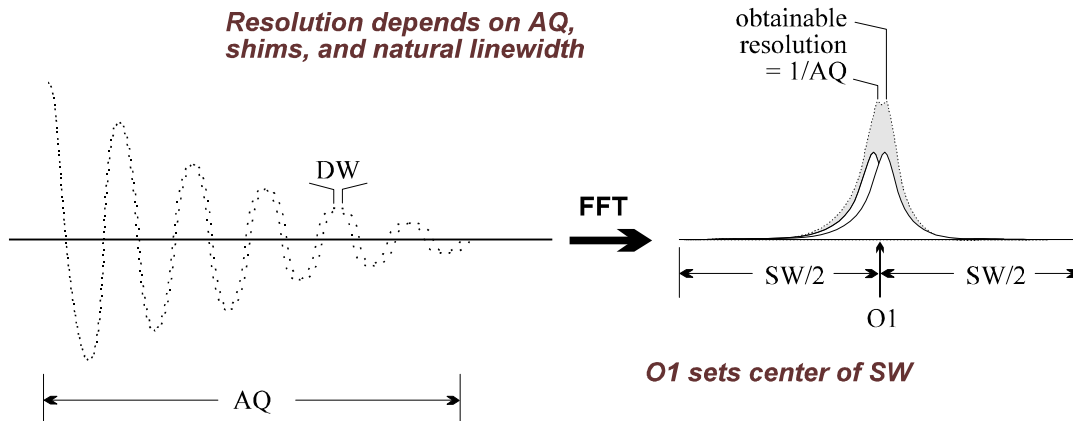 Resolution depends on AQ,
shims, and natural linewidth
obtainable
resolution
= 1/AQ
DW
FFT
SW/2
SW/2
O1
O1 sets center of SW
AQ